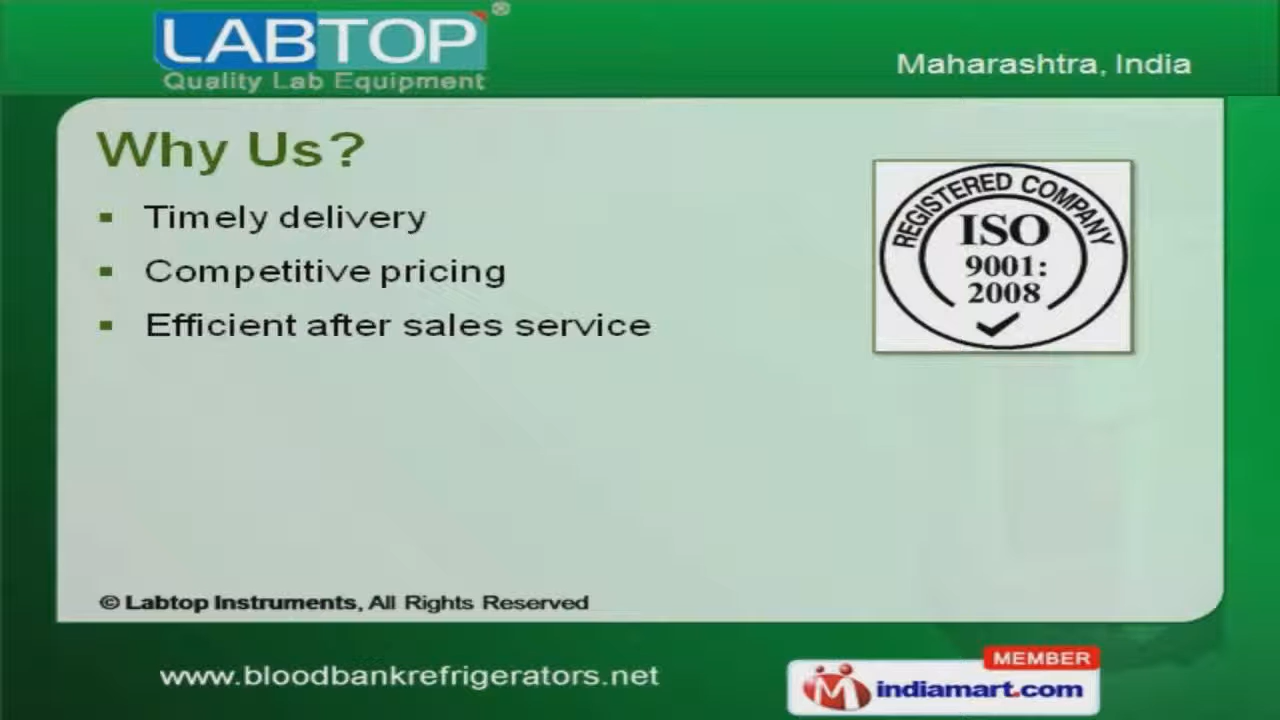 LABTOP®
Quality Lab Equipment
Maharashtra, India
Why Us?
▪ Timely delivery
▪ Competitive pricing
▪ Efficient after sales service
REGISTERED COMPANY
ISO
9001:
2008
© Labtop Instruments, All Rights Reserved
www.bloodbankrefrigerators.net
MEMBER
indiamart.com